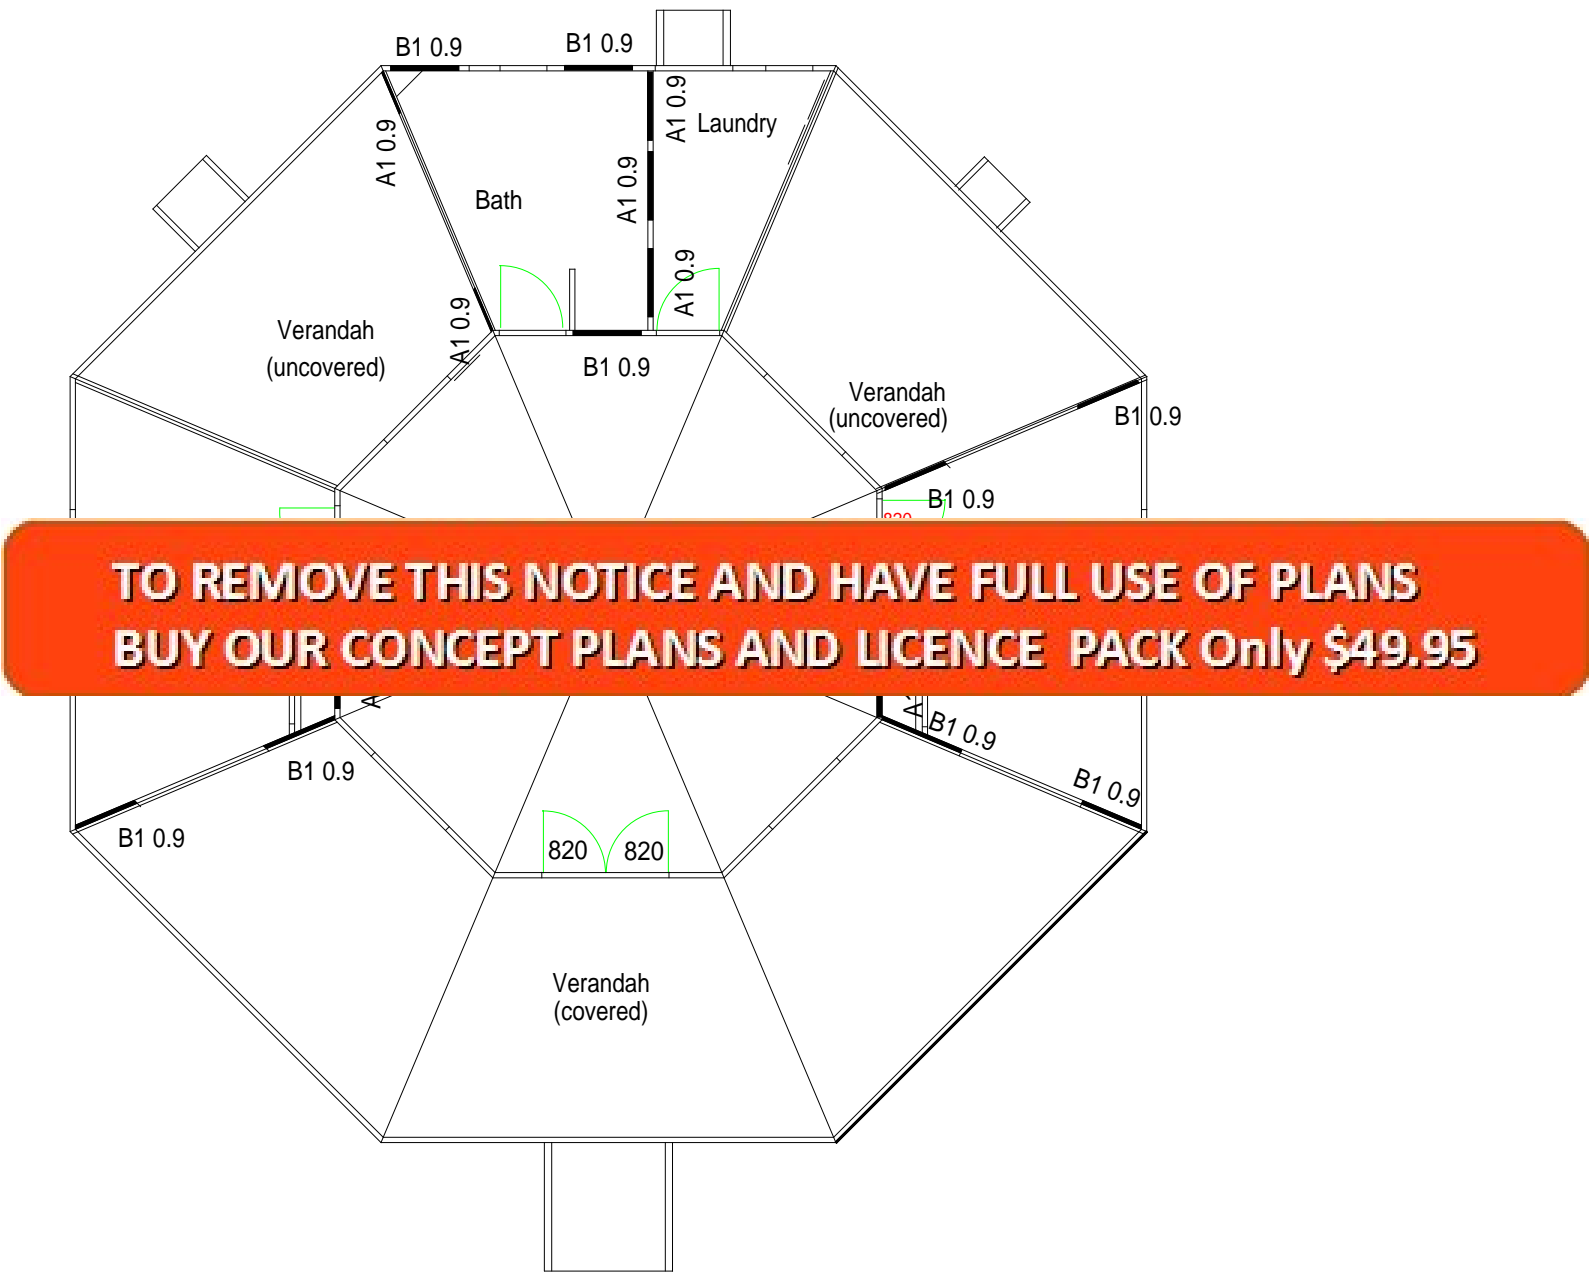 B1 0.9
B1 0.9
A1 0.9
Laundry
A1 0.9
A1 0.9
Bath
A1 0.9
A1 0.9
Verandah
(uncovered)
B1 0.9
Verandah
(uncovered)
B1 0.9
B1 0.9
TO REMOVE THIS NOTICE AND HAVE FULL USE OF PLANS
BUY OUR CONCEPT PLANS AND LICENCE PACK Only $49.95
B1 0.9
B1 0.9
B1 0.9
B1 0.9
820 820
Verandah
(covered)